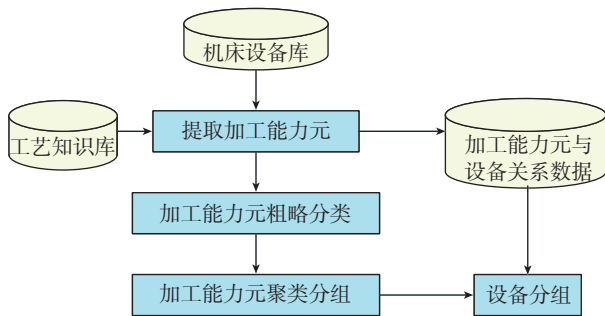 机床设备库
工艺知识库
提取加工能力元
加工能力元与
设备关系数据
加工能力元粗略分类
加工能力元聚类分组
设备分组